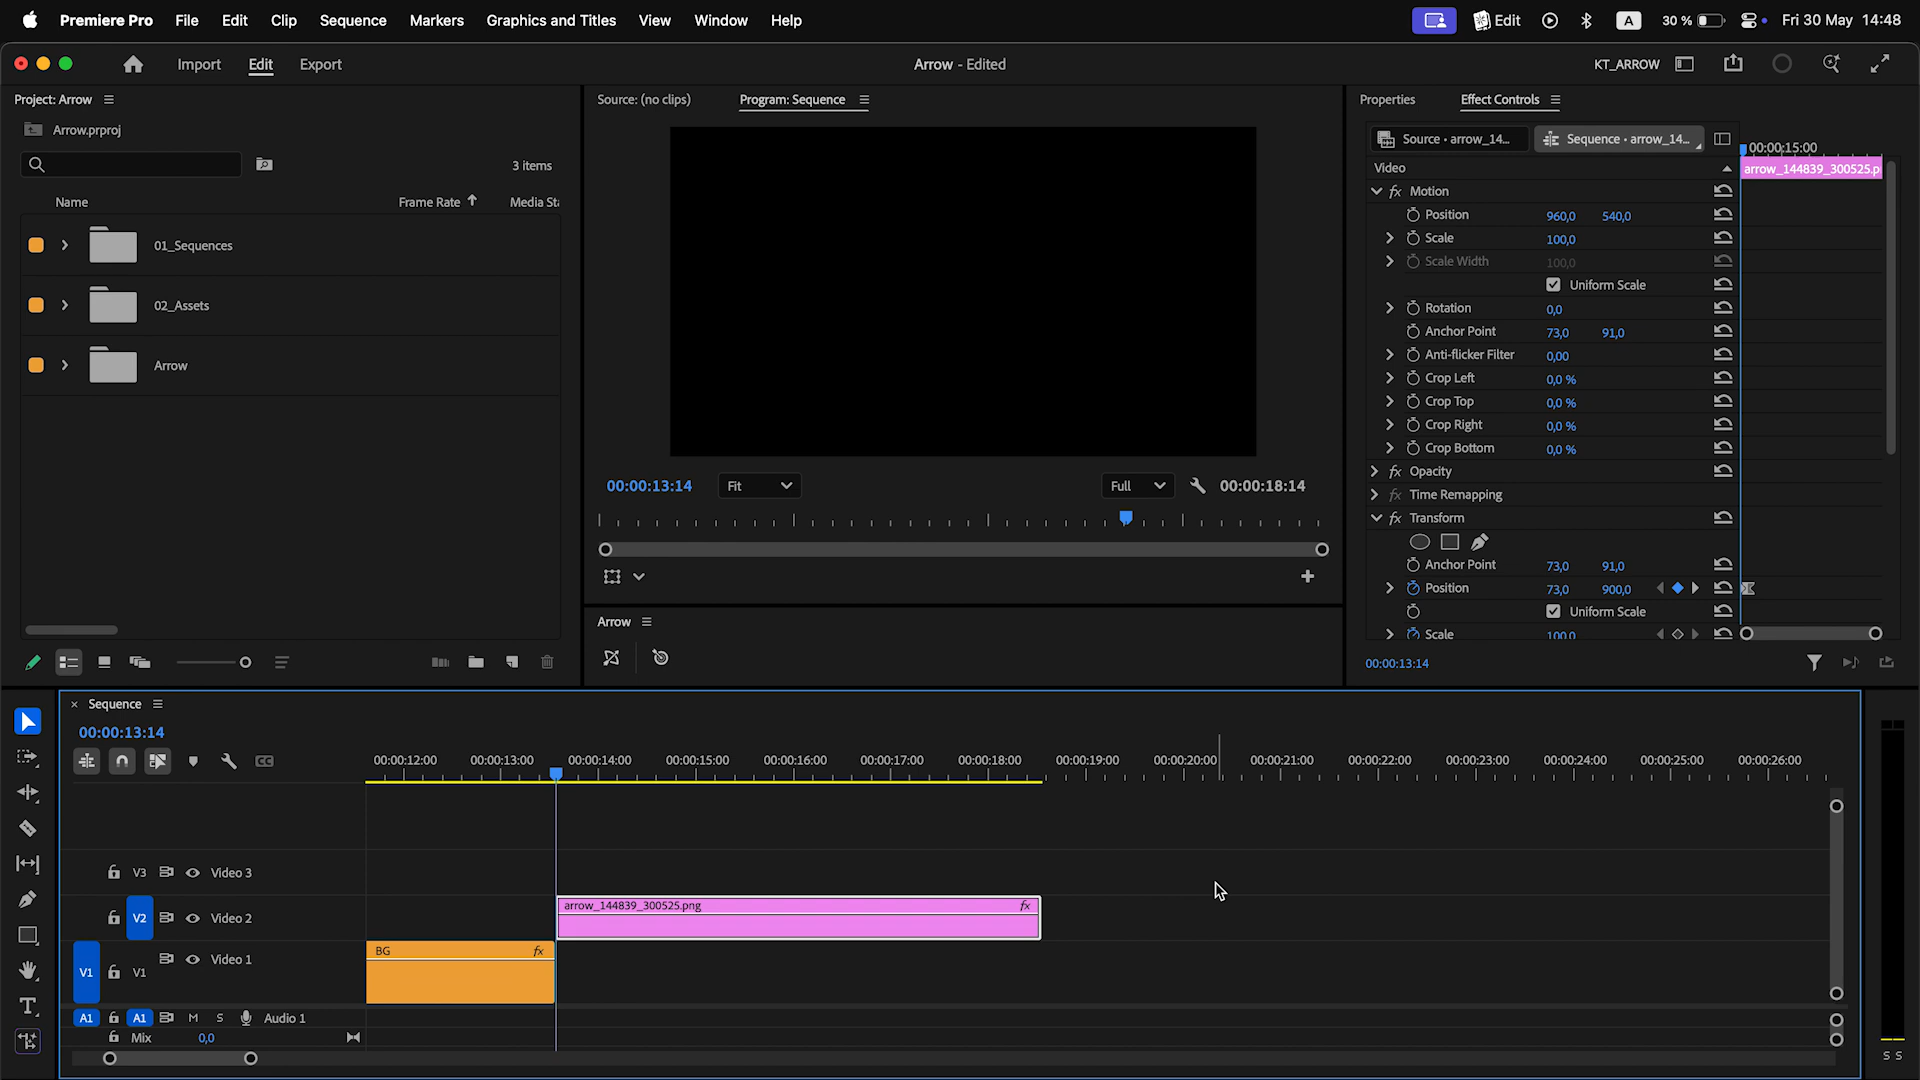 Premiere Pro File Edit Clip Sequence Markers Graphics and Titles View Window Help Edit A 30 % Fri 30 May 14:48
Import Edit Export Arrow - Edited KT_ARROW
Project: Arrow
Arrow.prproj
3 items
Name Frame Rate Media Sta
01_Sequences
02_Assets
Arrow
Source: (no clips) Program: Sequence
00:00:13:14 Fit Full 00:00:18:14
Arrow
Properties Effect Controls
Source • arrow_14... Sequence • arrow_14...
00:00:15:00
Video arrow_144839_300525.p
fx Motion
Position 960,0 540,0
Scale 100,0
Scale Width 100,0
Uniform Scale
Rotation 0,0
Anchor Point 73,0 91,0
Anti-flicker Filter 0,00
Crop Left 0,0 %
Crop Top 0,0 %
Crop Right 0,0 %
Crop Bottom 0,0 %
fx Opacity
fx Time Remapping
fx Transform
Anchor Point 73,0 91,0
Position 73,0 900,0
Uniform Scale
Scale 100,0
00:00:13:14
× Sequence
00:00:13:14
CC
00:00:12:00 00:00:13:00 00:00:14:00 00:00:15:00 00:00:16:00 00:00:17:00 00:00:18:00 00:00:19:00 00:00:20:00 00:00:21:00 00:00:22:00 00:00:23:00 00:00:24:00 00:00:25:00 00:00:26:00
V3 Video 3
V2 Video 2 arrow_144839_300525.png fx
V1 V1 Video 1 BG fx
A1 A1 M S Audio 1
Mix 0,0
T
S S